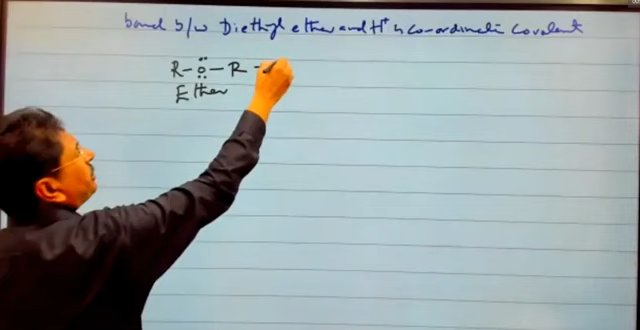 bond b/w Diethyl ether and H⁺ is co-ordinate covalent
R-Ö-R -
Ether